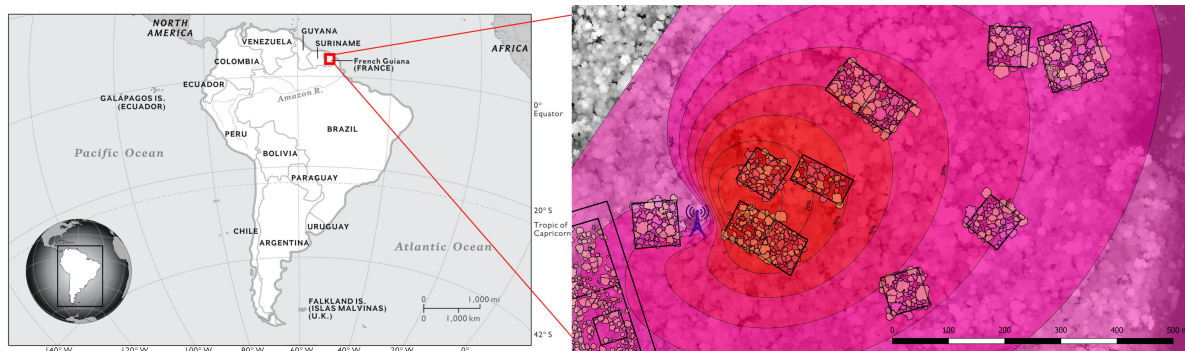 NORTH
AMERICA
GUYANA
VENEZUELA
SURINAME
AFRICA
COLOMBIA
French Guiana
(FRANCE)
ECUADOR
Amazon R.
GALÁPAGOS IS.
(ECUADOR)
0°
Equator
PERU
BRAZIL
Pacific Ocean
BOLIVIA
PARAGUAY
20° S
Tropic of
Capricorn
CHILE
URUGUAY
ARGENTINA
Atlantic Ocean
FALKLAND IS.
(ISLAS MALVINAS)
(U.K.)
0 1,000 mi
0 1,000 km
42° S
140° W 120° W 100° W 80° W 60° W 40° W 20° W 0°
0 100 200 300 400 500 m